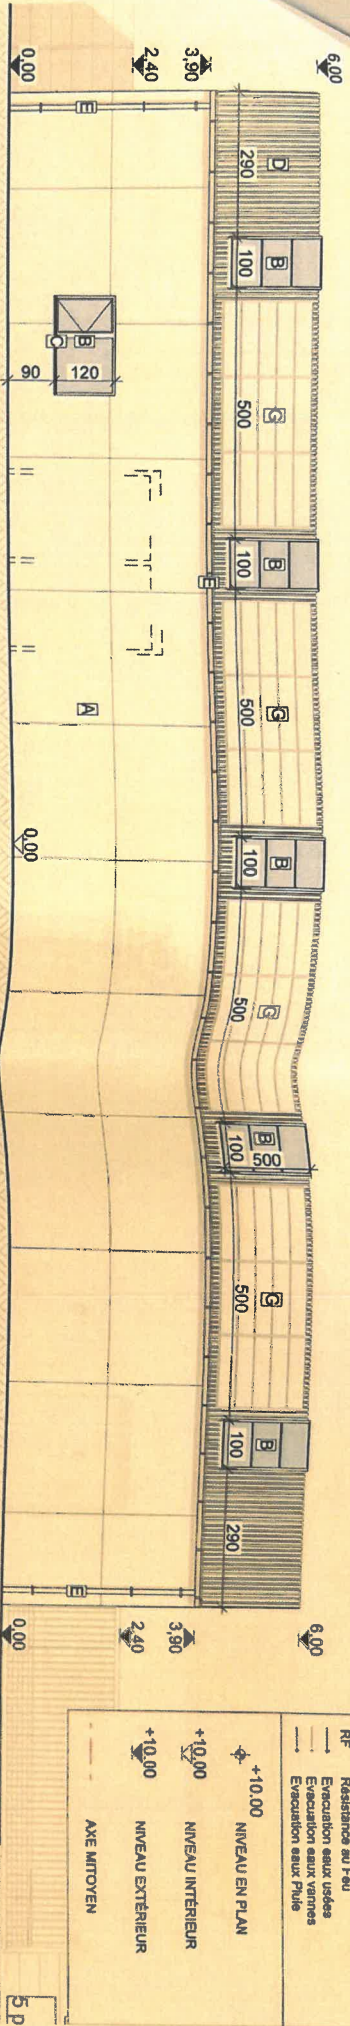 6,00
3,90
2,40
0,00
D
290
B
100
G
500
B
100
G
500
B
100
G
500
B
100
500
G
500
B
100
290
E
B
C
90
120
E
A
0.00
E
6,00
3,90
2,40
0,00
RF Résistance au Feu
Evacuation eaux usées
Evacuation eaux vannes
Evacuation eaux Pluie
+10.00 NIVEAU EN PLAN
+10.00 NIVEAU INTÉRIEUR
+10.00 NIVEAU EXTÉRIEUR
AXE MITOYEN
5 p